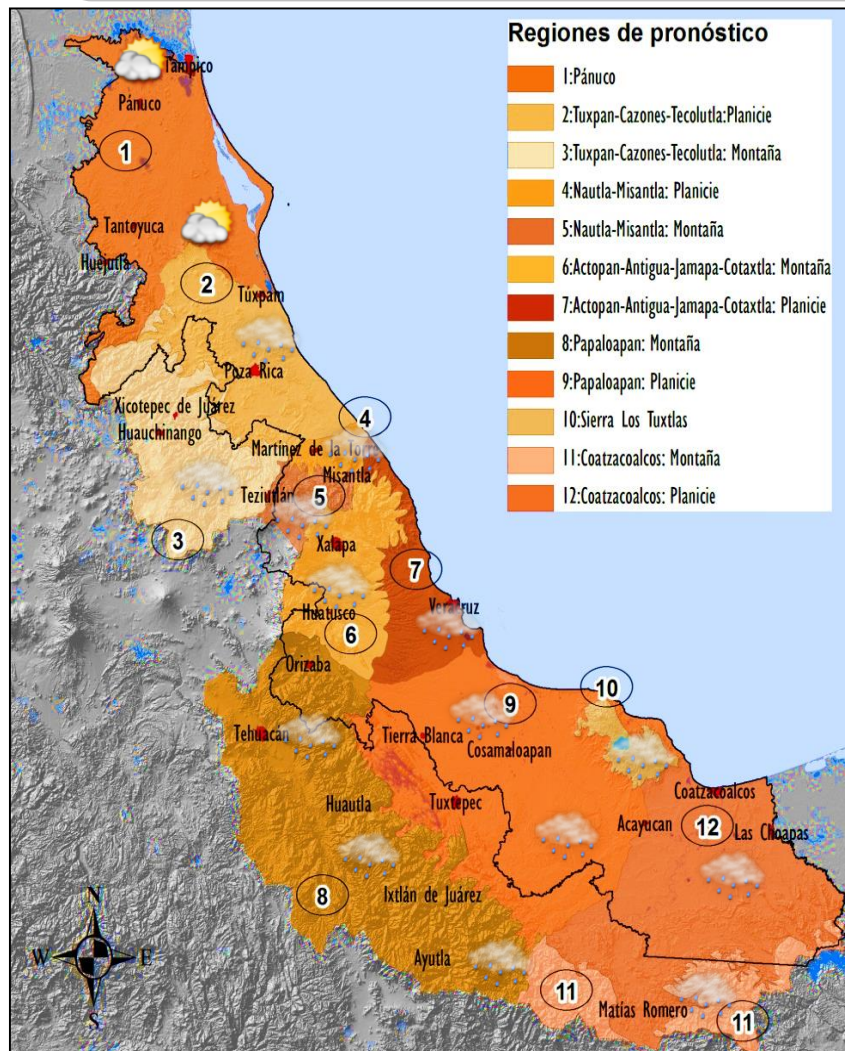 Regiones de pronóstico
1:Pánuco
2:Tuxpan-Cazones-Tecolutla:Planicie
3:Tuxpan-Cazones-Tecolutla: Montaña
4:Nautla-Misantla: Planicie
5:Nautla-Misantla: Montaña
6:Actopan-Antigua-Jamapa-Cotaxtla: Montaña
7:Actopan-Antigua-Jamapa-Cotaxtla: Planicie
8:Papaloapan: Montaña
9:Papaloapan: Planicie
10:Sierra Los Tuxtlas
11:Coatzacoalcos: Montaña
12:Coatzacoalcos: Planicie
Tampico
Pánuco
1
Tantoyuca
Huejutla
2
Túxpam
Poza Rica
Xicotepec de Juárez
Huauchinango
4
Martínez de la Torre
Misantla
Teziutlán
5
3
Xalapa
7
Veracruz
Huatusco
6
Orizaba
10
9
Tehuacán
Tierra Blanca
Cosamaloapan
Coatzacoalcos
Huautla
Tuxtepec
Acayucan
12
Las Choapas
8
Ixtlán de Juárez
Ayutla
11
Matías Romero
11
N
W
E
S